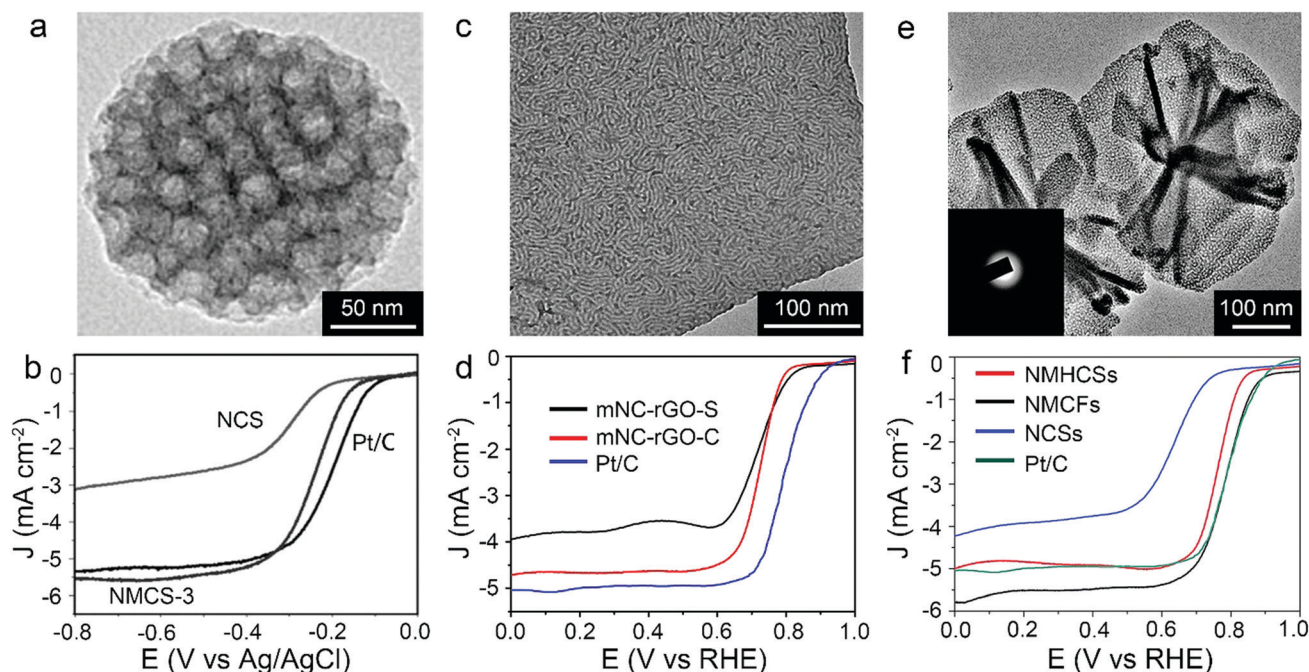 a
50 nm
c
100 nm
e
100 nm
b
0
-1
-2
-3
-4
-5
-6
J (mA cm-2)
NCS
Pt/C
NMCS-3
-0.8
-0.6
-0.4
-0.2
0.0
E (V vs Ag/AgCl)
d
0
-1
-2
-3
-4
-5
J (mA cm-2)
mNC-rGO-S
mNC-rGO-C
Pt/C
0.0
0.2
0.4
0.6
0.8
1.0
E (V vs RHE)
f
0
-1
-2
-3
-4
-5
-6
J (mA cm-2)
NMHCSs
NMCFs
NCSs
Pt/C
0.0
0.2
0.4
0.6
0.8
1.0
E (V vs RHE)